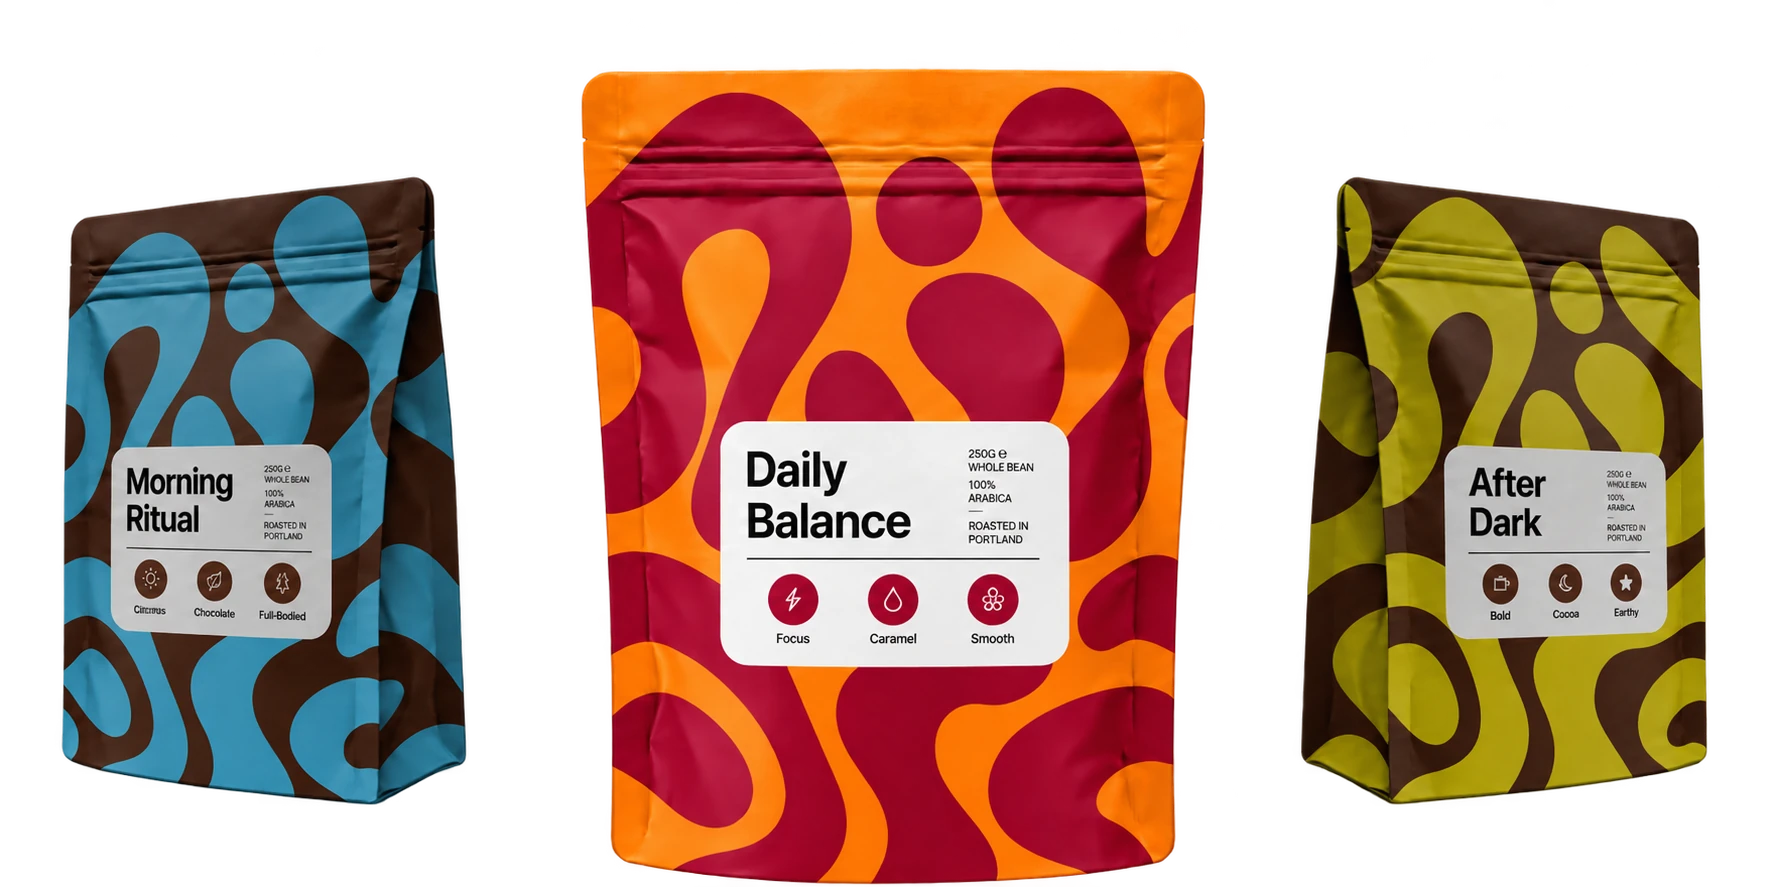 Morning
Ritual
250G ℮
WHOLE BEAN
100%
ARABICA
ROASTED IN
PORTLAND
Chocolate
Full-Bodied
Daily
Balance
250G ℮
WHOLE BEAN
100%
ARABICA
ROASTED IN
PORTLAND
Focus
Caramel
Smooth
After
Dark
250G ℮
WHOLE BEAN
100%
ARABICA
ROASTED IN
PORTLAND
Bold
Cocoa
Earthy